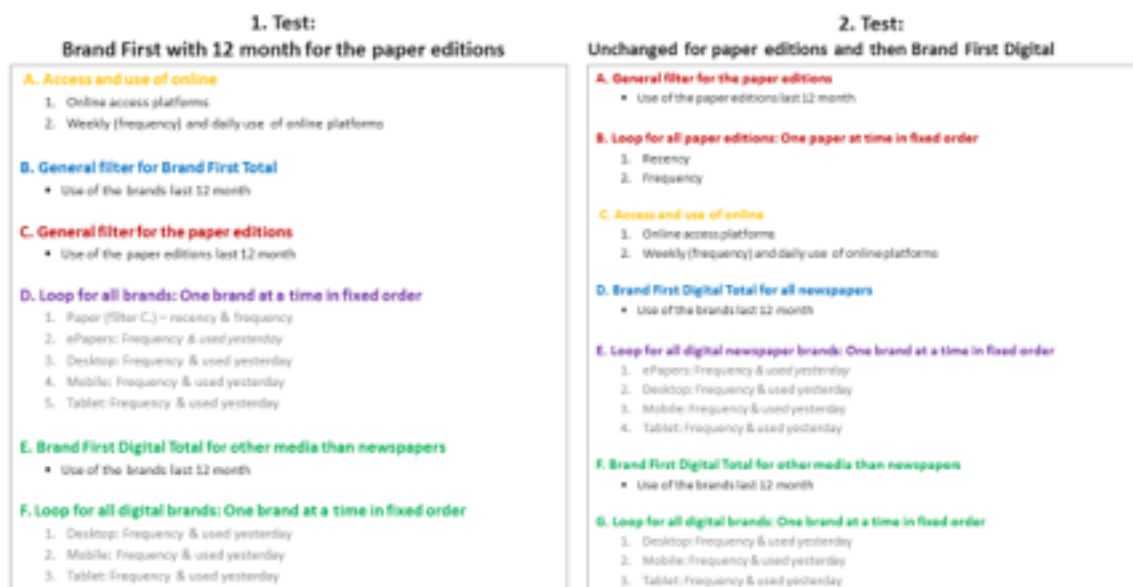 1. Test:
Brand First with 12 month for the paper editions
A. Access and use of online
1. Online access platforms
2. Weekly (frequency) and daily use of online platforms
B. General filter for Brand First Total
• Use of the brands last 12 month
C. General filter for the paper editions
• Use of the paper editions last 12 month
D. Loop for all brands: One brand at a time in fixed order
1. Paper (filter C.) – recency & frequency
2. ePapers: Frequency & used yesterday
3. Desktop: Frequency & used yesterday
4. Mobile: Frequency & used yesterday
5. Tablet: Frequency & used yesterday
E. Brand First Digital Total for other media than newspapers
• Use of the brands last 12 month
F. Loop for all digital brands: One brand at a time in fixed order
1. Desktop: Frequency & used yesterday
2. Mobile: Frequency & used yesterday
3. Tablet: Frequency & used yesterday
2. Test:
Unchanged for paper editions and then Brand First Digital
A. General filter for the paper editions
• Use of the paper editions last 12 month
B. Loop for all paper editions: One paper at time in fixed order
1. Recency
2. Frequency
C. Access and use of online
1. Online access platforms
2. Weekly (frequency) and daily use of online platforms
D. Brand First Digital Total for all newspapers
• Use of the brands last 12 month
E. Loop for all digital newspaper brands: One brand at a time in fixed order
1. ePapers: Frequency & used yesterday
2. Desktop: Frequency & used yesterday
3. Mobile: Frequency & used yesterday
4. Tablet: Frequency & used yesterday
F. Brand First Digital Total for other media than newspapers
• Use of the brands last 12 month
G. Loop for all digital brands: One brand at a time in fixed order
1. Desktop: Frequency & used yesterday
2. Mobile: Frequency & used yesterday
3. Tablet: Frequency & used yesterday